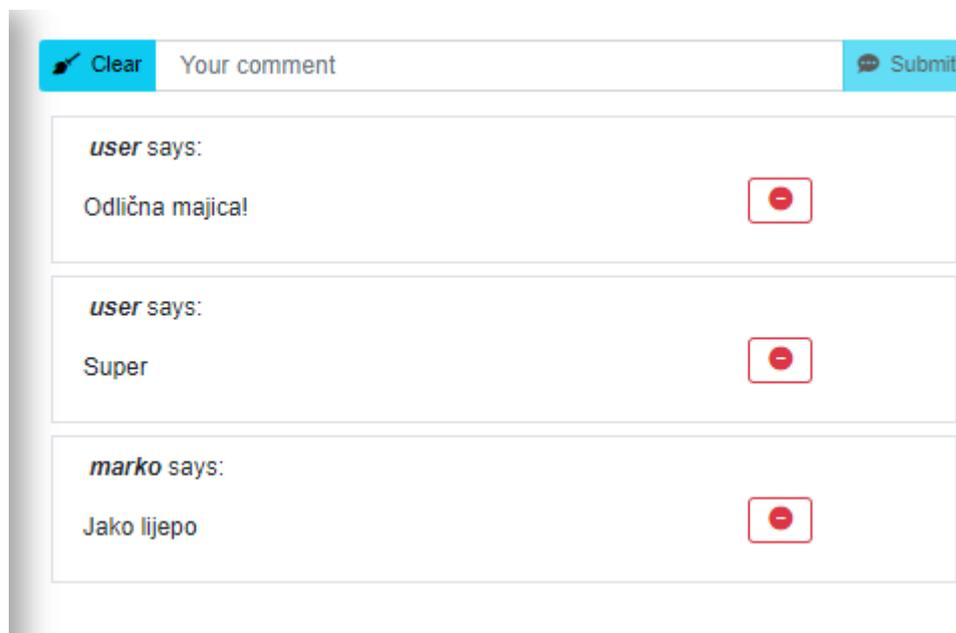 Clear Your comment Submit
user says:
Odlična majica!
user says:
Super
marko says:
Jako lijepo